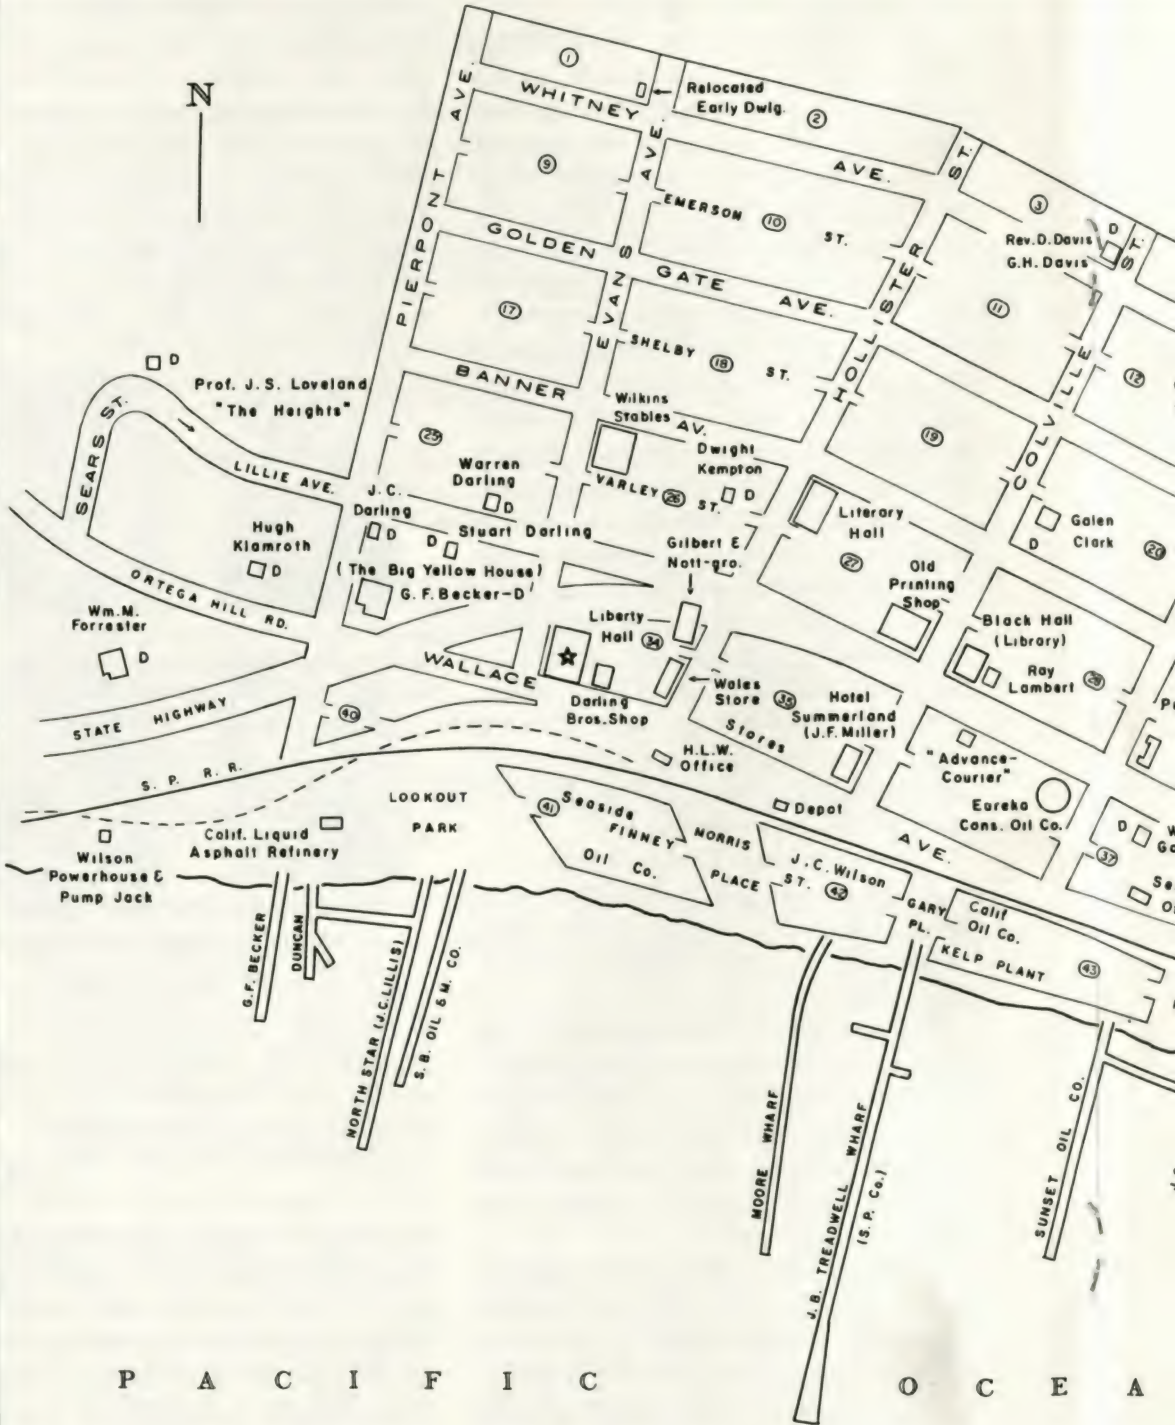 N
1
WHITNEY AVE.
Relocated
Early Dwlg.
2
PIERPONT AVE.
9
EVANS AVE.
EMERSON ST.
10
3
Rev. D. Davis
G.H. Davis
D
GOLDEN GATE AVE.
HOLLISTER ST.
11
17
SHELBY ST.
18
COLVILLE ST.
12
D
Prof. J. S. Loveland
"The Heights"
BANNER AV.
Wilkins
Stables
19
25
SEARS ST.
LILLIE AVE.
Warren
Darling
D
Dwight
Kempton
D
VARLEY ST.
26
J.C.
Darling
D
Stuart Darling
D
Literary
Hall
Galen
Clark
D
20
Hugh
Klamroth
D
(The Big Yellow House)
G. F. Becker-D
Gilbert &
Nott-gro.
27
Old
Printing
Shop
ORTEGA HILL RD.
Wm. M.
Forrester
D
Liberty
Hall
34
Black Hall
(Library)
Ray
Lambert
28
WALLACE AVE.
Darling
Bros. Shop
Wales
Store
35
Stores
Hotel
Summerland
(J.F. Miller)
STATE HIGHWAY
40
H.L.W.
Office
"Advance-
Courier"
Eureka
Cons. Oil Co.
S. P. R. R.
LOOKOUT
PARK
Depot
D
37
Calif. Liquid
Asphalt Refinery
41
Seaside
Oil Co.
FINNEY ST.
MORRIS
PLACE
J. C. Wilson
42
Wilson
Powerhouse &
Pump Jack
GARY
PL.
Calif
Oil Co.
KELP PLANT
43
G.F. BECKER
DUNCAN
NORTH STAR (J.C. LILLIS)
S. B. OIL & M. CO.
MOORE WHARF
J. B. TREADWELL WHARF
(S. P. Co.)
SUNSET OIL CO.
PACIFIC OCEA